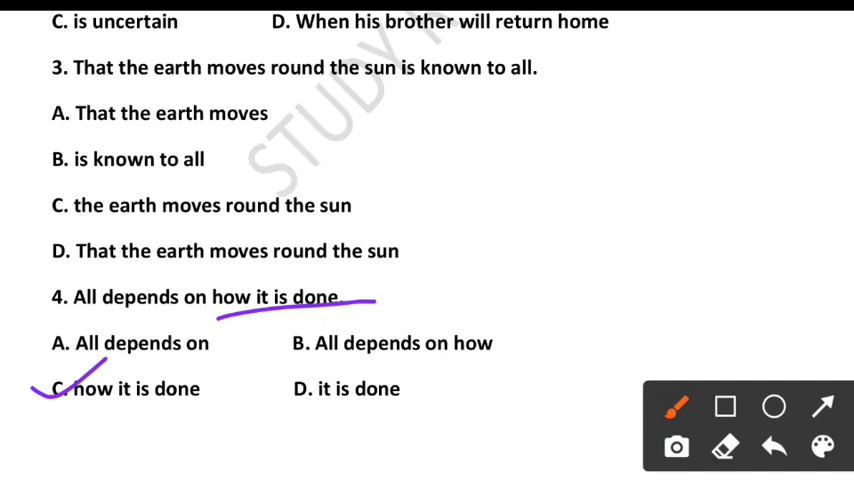 C. is uncertain D. When his brother will return home
3. That the earth moves round the sun is known to all.
A. That the earth moves
B. is known to all
C. the earth moves round the sun
D. That the earth moves round the sun
4. All depends on how it is done.
A. All depends on B. All depends on how
C. how it is done D. it is done
STUDY